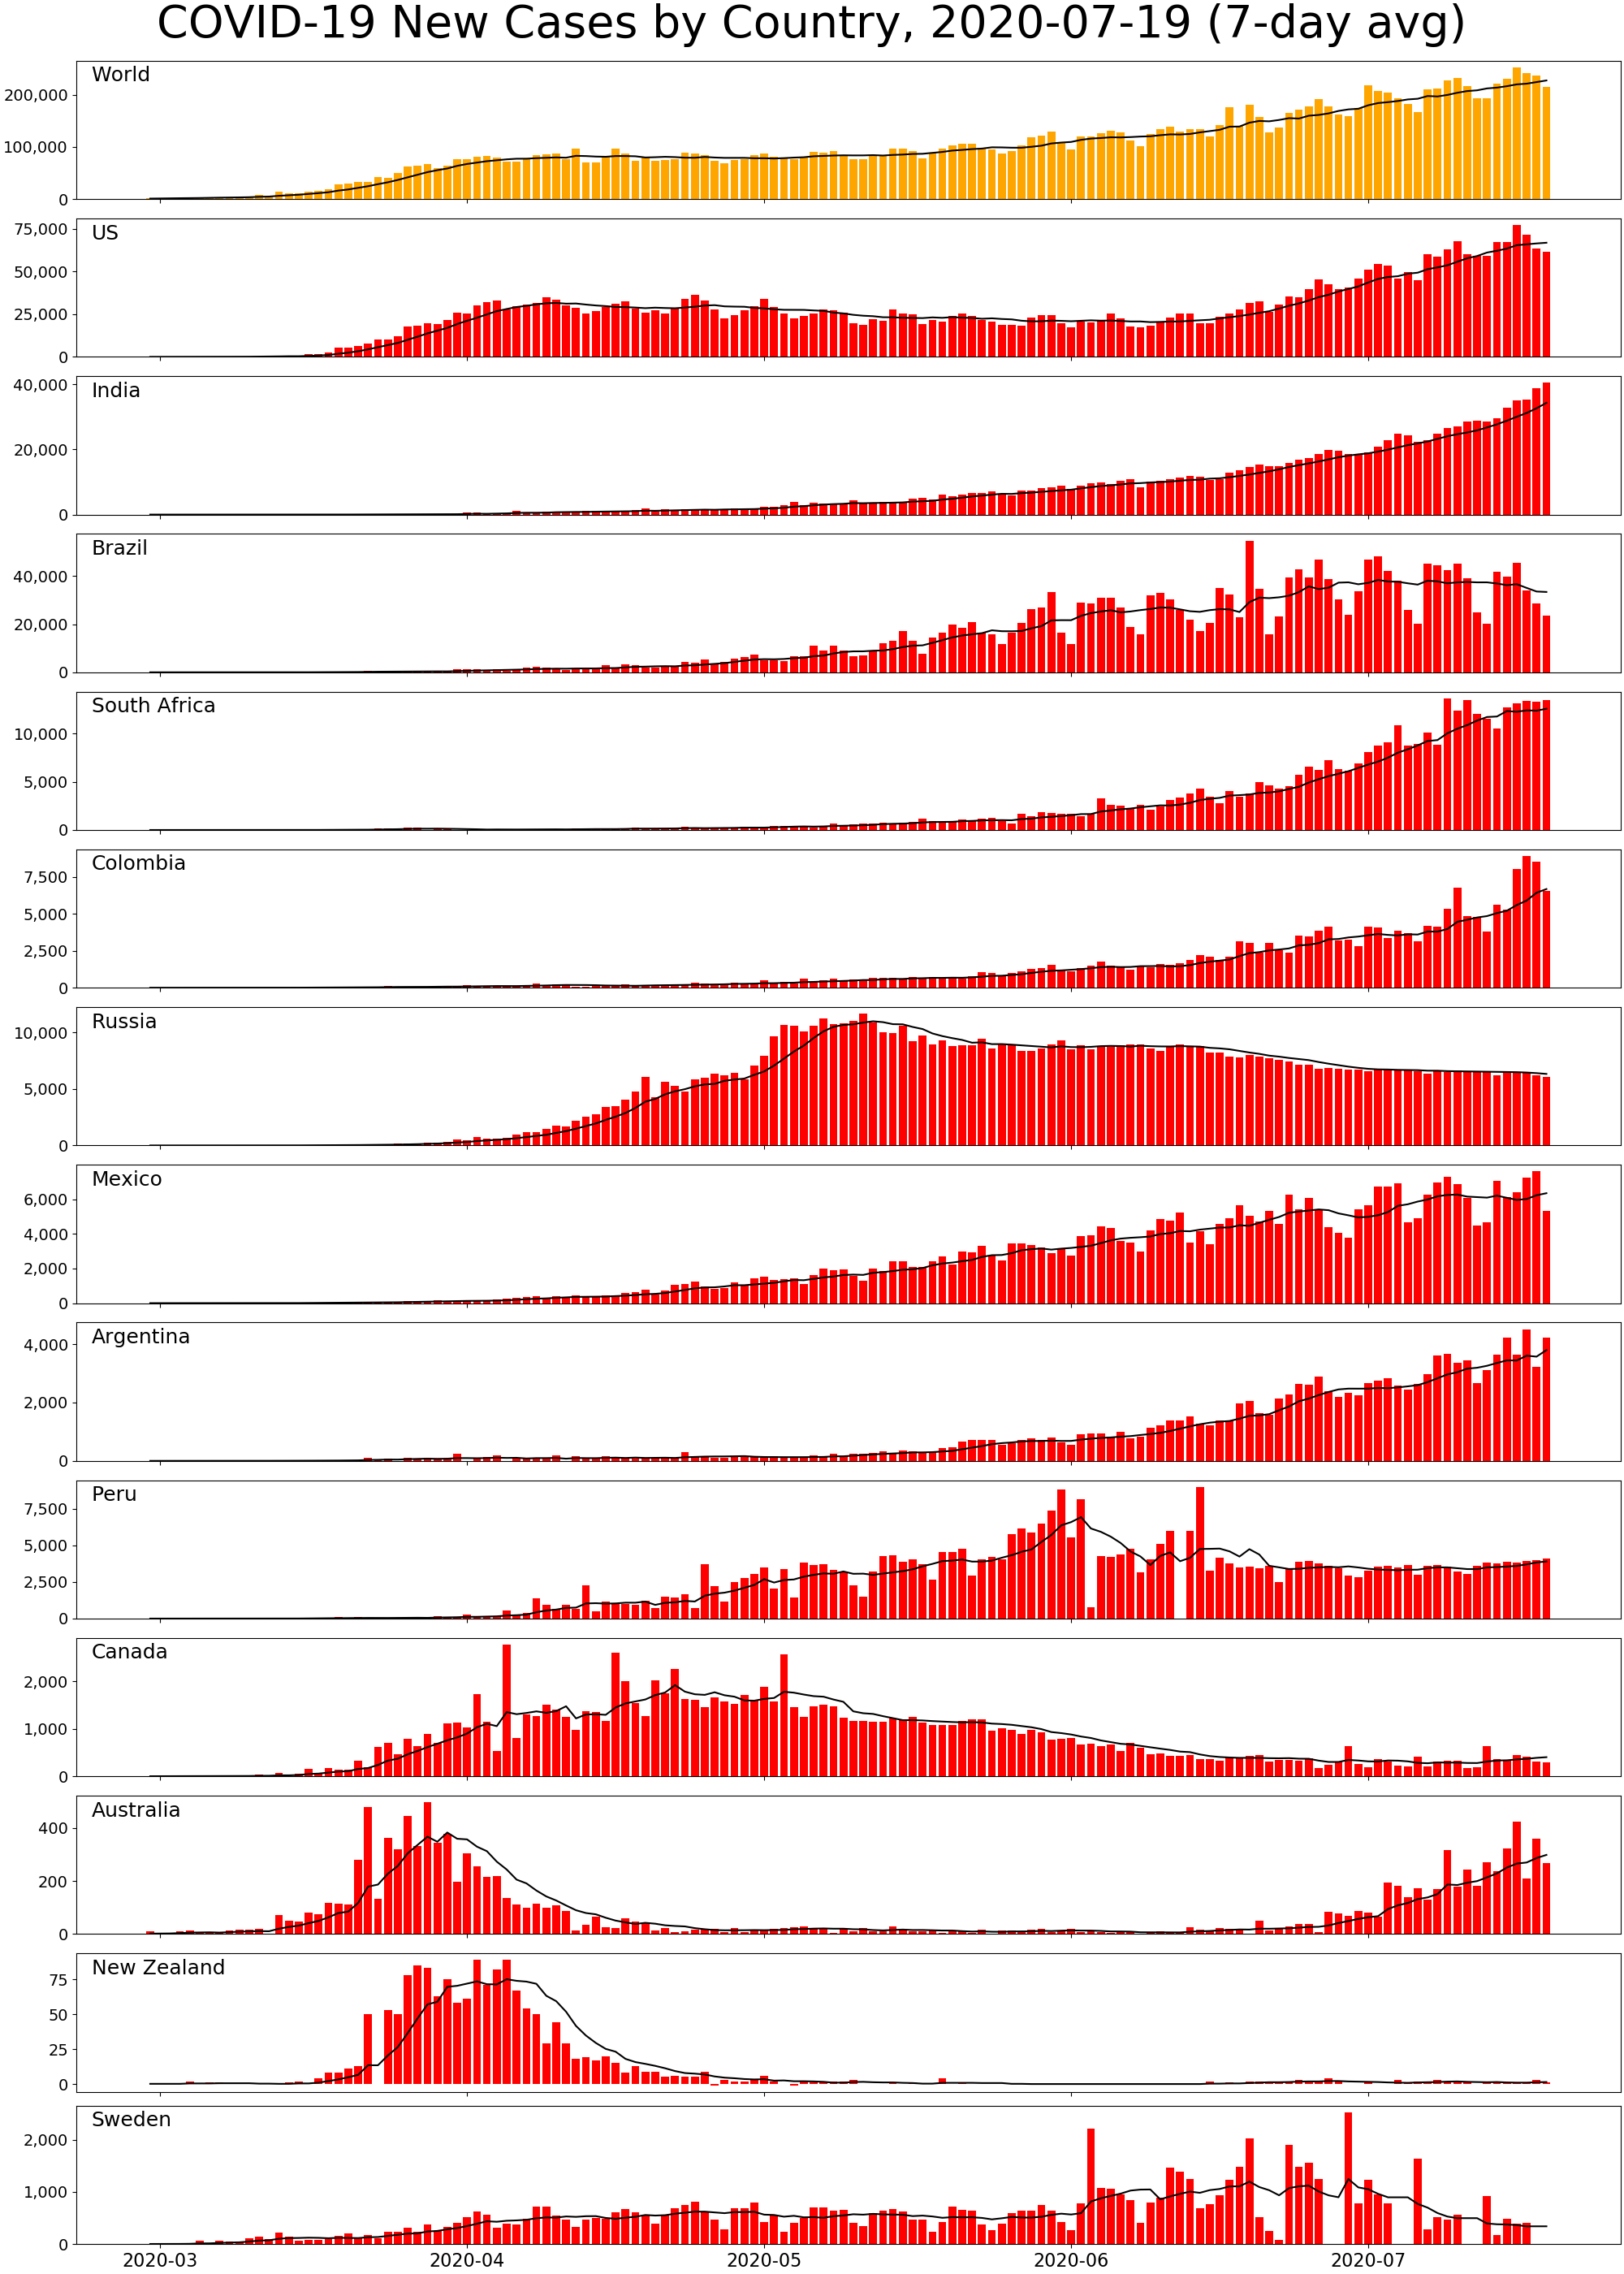 COVID-19 New Cases by Country, 2020-07-19 (7-day avg)
World
200,000
100,000
0
US
75,000
50,000
25,000
0
India
40,000
20,000
0
Brazil
40,000
20,000
0
South Africa
10,000
5,000
0
Colombia
7,500
5,000
2,500
0
Russia
10,000
5,000
0
Mexico
6,000
4,000
2,000
0
Argentina
4,000
2,000
0
Peru
7,500
5,000
2,500
0
Canada
2,000
1,000
0
Australia
400
200
0
New Zealand
75
50
25
0
Sweden
2,000
1,000
0
2020-03 2020-04 2020-05 2020-06 2020-07